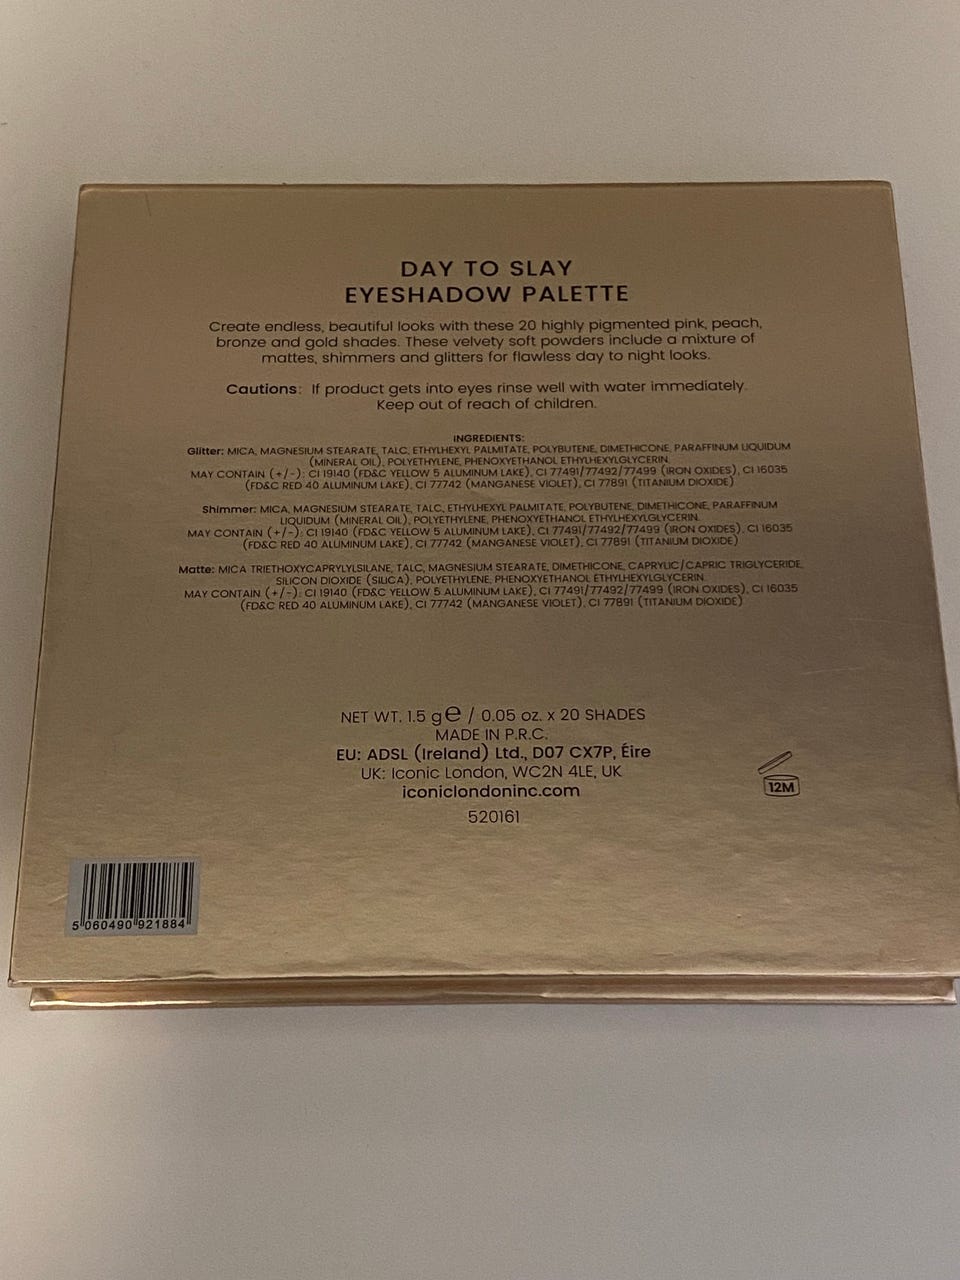 DAY TO SLAY
EYESHADOW PALETTE
Create endless, beautiful looks with these 20 highly pigmented pink, peach,
bronze and gold shades. These velvety soft powders include a mixture of
mattes, shimmers and glitters for flawless day to night looks.
Cautions: If product gets into eyes rinse well with water immediately.
Keep out of reach of children.
INGREDIENTS:
Glitter: MICA, MAGNESIUM STEARATE, TALC, ETHYLHEXYL PALMITATE, POLYBUTENE, DIMETHICONE, PARAFFINUM LIQUIDUM
(MINERAL OIL), POLYETHYLENE, PHENOXYETHANOL ETHYLHEXYLGLYCERIN.
MAY CONTAIN (+/-): CI 19140 (FD&C YELLOW 5 ALUMINUM LAKE), CI 77491/77492/77499 (IRON OXIDES), CI 16035
(FD&C RED 40 ALUMINUM LAKE), CI 77742 (MANGANESE VIOLET), CI 77891 (TITANIUM DIOXIDE)
Shimmer: MICA, MAGNESIUM STEARATE, TALC, ETHYLHEXYL PALMITATE, POLYBUTENE, DIMETHICONE, PARAFFINUM
LIQUIDUM (MINERAL OIL), POLYETHYLENE, PHENOXYETHANOL ETHYLHEXYLGLYCERIN.
MAY CONTAIN (+/-): CI 19140 (FD&C YELLOW 5 ALUMINUM LAKE), CI 77491/77492/77499 (IRON OXIDES), CI 16035
(FD&C RED 40 ALUMINUM LAKE), CI 77742 (MANGANESE VIOLET), CI 77891 (TITANIUM DIOXIDE)
Matte: MICA TRIETHOXYCAPRYLYLSILANE, TALC, MAGNESIUM STEARATE, DIMETHICONE, CAPRYLIC/CAPRIC TRIGLYCERIDE,
SILICON DIOXIDE (SILICA), POLYETHYLENE, PHENOXYETHANOL ETHYLHEXYLGLYCERIN.
MAY CONTAIN (+/-): CI 19140 (FD&C YELLOW 5 ALUMINUM LAKE), CI 77491/77492/77499 (IRON OXIDES), CI 16035
(FD&C RED 40 ALUMINUM LAKE), CI 77742 (MANGANESE VIOLET), CI 77891 (TITANIUM DIOXIDE)
NET WT. 1.5 g℮ / 0.05 oz. x 20 SHADES
MADE IN P.R.C.
EU: ADSL (Ireland) Ltd., D07 CX7P, Éire
UK: Iconic London, WC2N 4LE, UK
iconiclondoninc.com
520161
12M
5 060490 921884